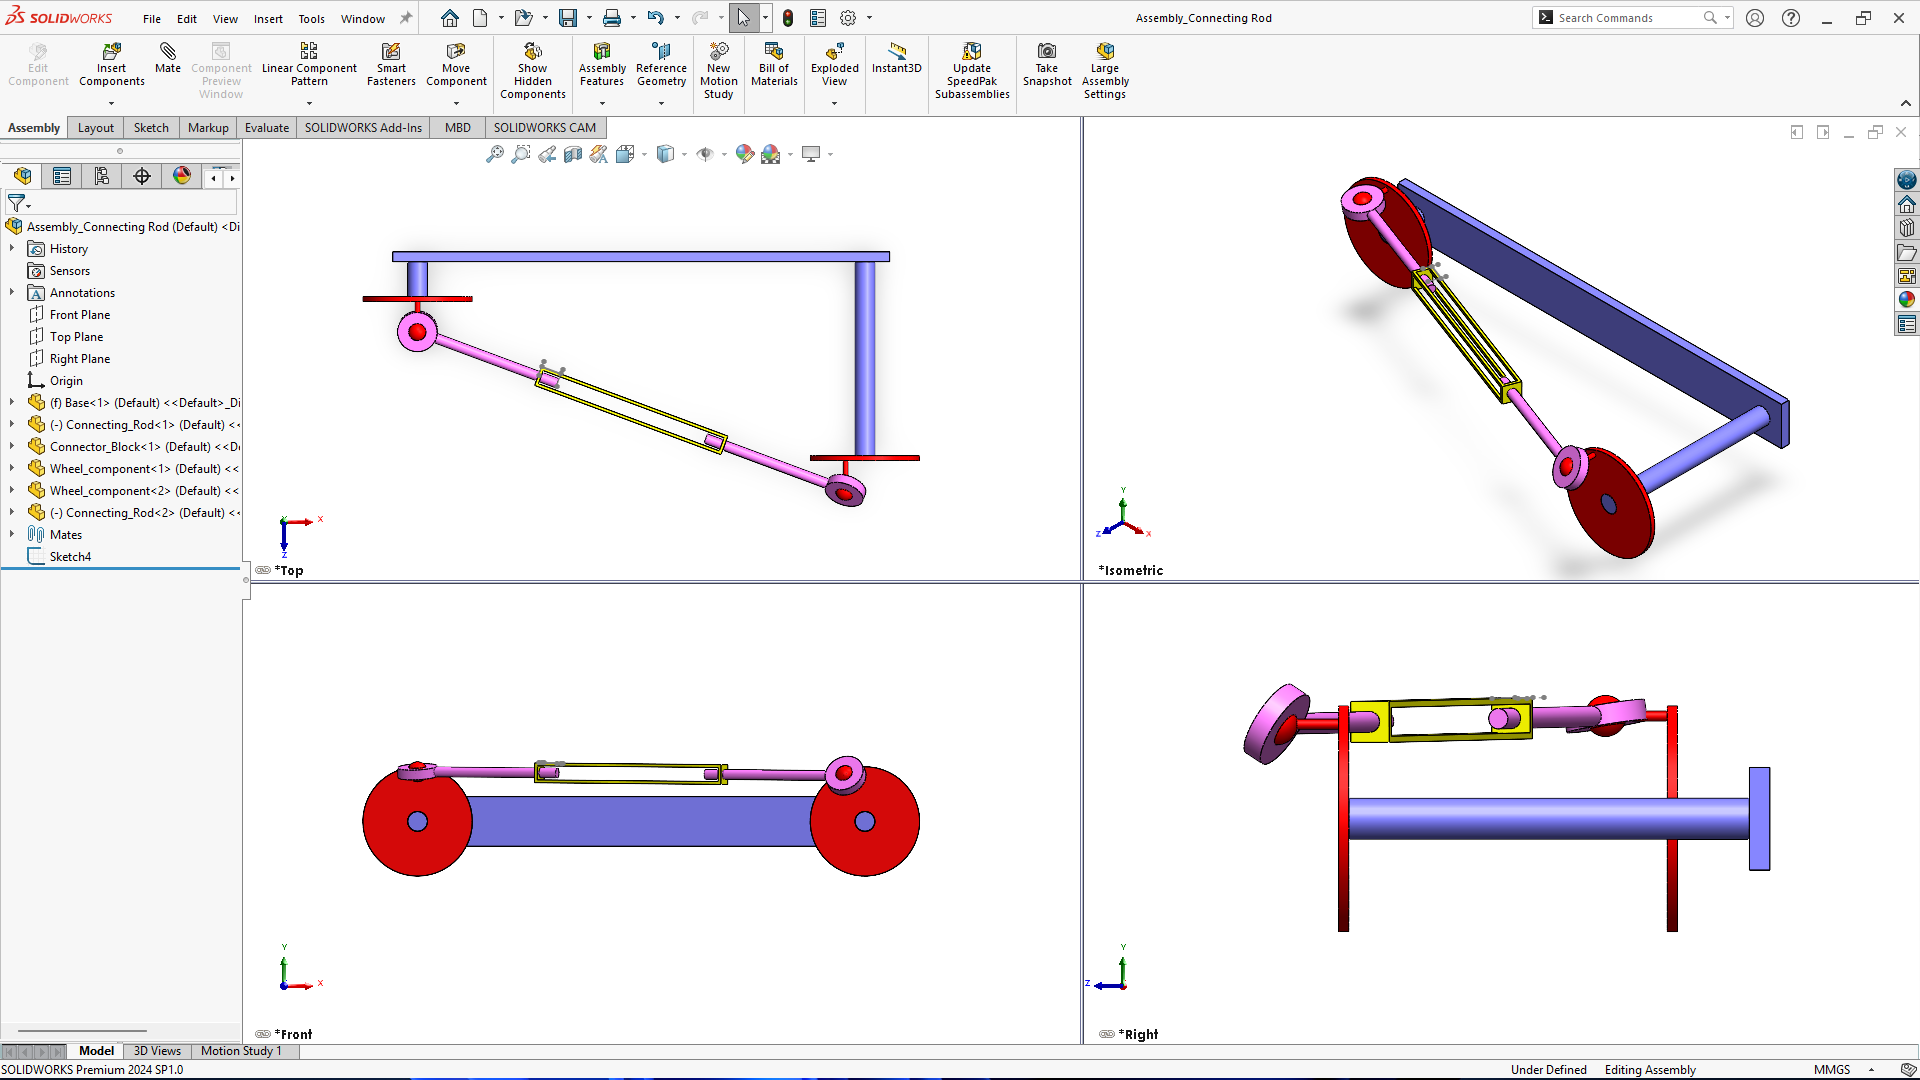 SOLIDWORKS
File Edit View Insert Tools Window
Assembly_Connecting Rod
Search Commands
Edit Component
Insert Components
Mate
Component Preview Window
Linear Component Pattern
Smart Fasteners
Move Component
Show Hidden Components
Assembly Features
Reference Geometry
New Motion Study
Bill of Materials
Exploded View
Instant3D
Update SpeedPak Subassemblies
Take Snapshot
Large Assembly Settings
Assembly Layout Sketch Markup Evaluate SOLIDWORKS Add-Ins MBD SOLIDWORKS CAM
Assembly_Connecting Rod (Default) <Di
History
Sensors
Annotations
Front Plane
Top Plane
Right Plane
Origin
(f) Base<1> (Default) <<Default>_Di
(-) Connecting_Rod<1> (Default) <<
Connector_Block<1> (Default) <<De
Wheel_component<1> (Default) <<
Wheel_component<2> (Default) <<
(-) Connecting_Rod<2> (Default) <<
Mates
Sketch4
Y X
Z
*Top
Y
Z X
*Isometric
Y
X
*Front
Y
Z
*Right
Model 3D Views Motion Study 1
SOLIDWORKS Premium 2024 SP1.0
Under Defined Editing Assembly MMGS